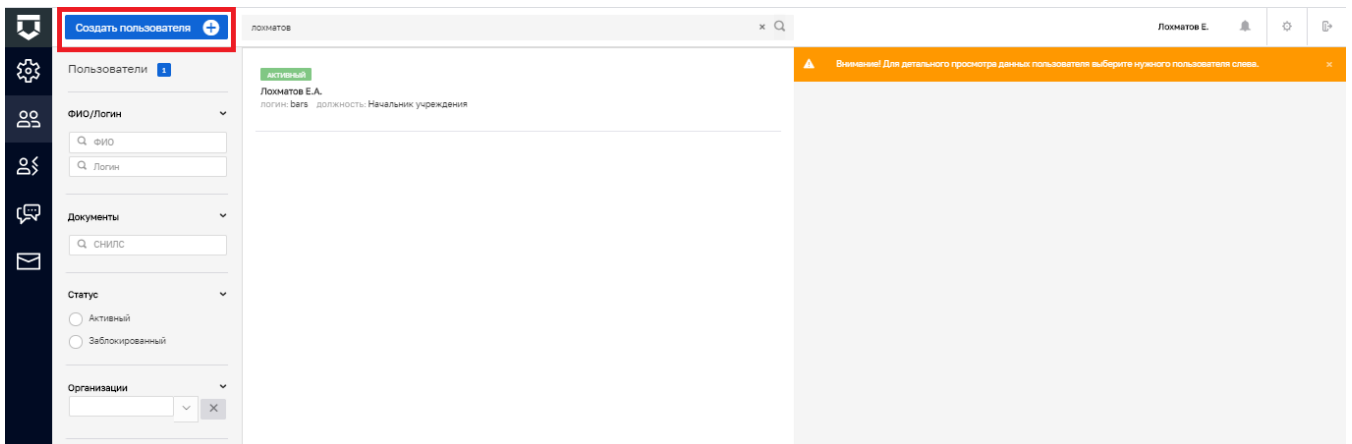 Создать пользователя
лохматов
Лохматов Е.
Пользователи 1
ФИО/Логин
ФИО
Логин
Документы
СНИЛС
Статус
Активный
Заблокированный
Организации
АКТИВНЫЙ
Лохматов Е.А.
логин: bars должность: Начальник учреждения
Внимание! Для детального просмотра данных пользователя выберите нужного пользователя слева.